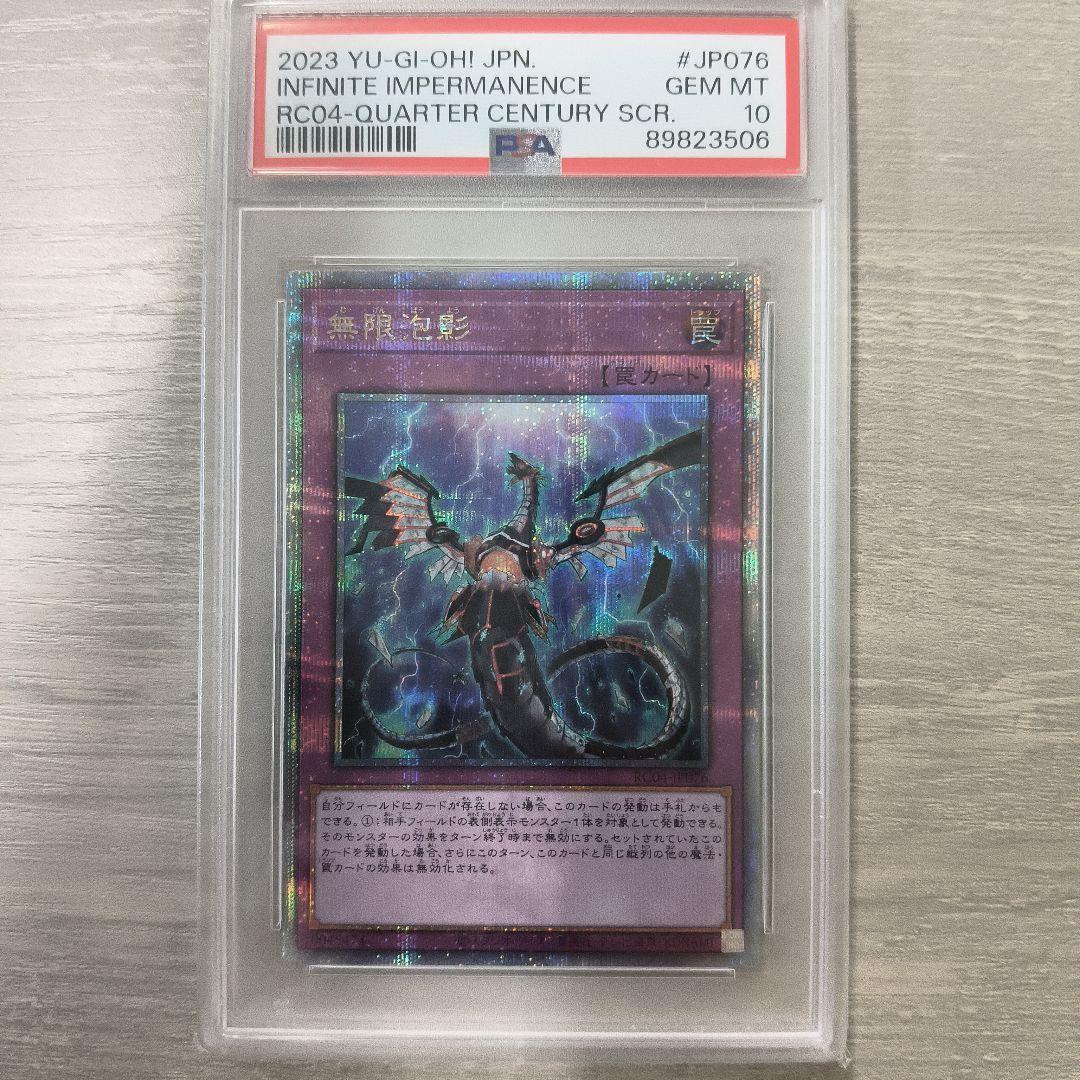 2023 YU-GI-OH! JPN. #JP076
INFINITE IMPERMANENCE GEM MT
RC04-QUARTER CENTURY SCR. 10
PSA 89823506
無限泡影 罠
【罠カード】
RC04-JP076
自分フィールドにカードが存在しない場合、このカードの発動は手札からも
できる。①：相手フィールドの表側表示モンスター1体を対象として発動できる。
そのモンスターの効果をターン終了時まで無効にする。セットされていたこの
カードを発動した場合、さらにこのターン、このカードと同じ縦列の他の魔法・
罠カードの効果は無効化される。
KONAMI